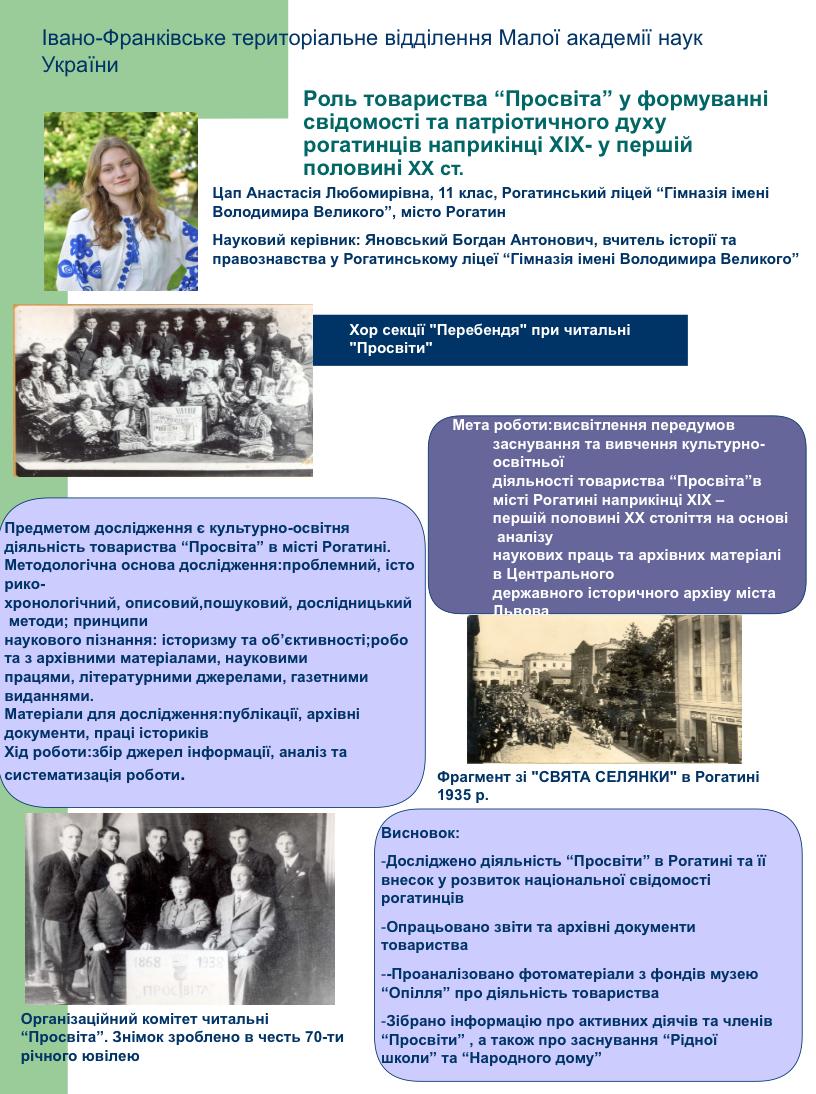 Івано-Франківське територіальне відділення Малої академії наук
України
Роль товариства “Просвіта” у формуванні
свідомості та патріотичного духу
рогатинців наприкінці ХІХ- у першій
половині ХХ ст.
Цап Анастасія Любомирівна, 11 клас, Рогатинський ліцей “Гімназія імені
Володимира Великого”, місто Рогатин
Науковий керівник: Яновський Богдан Антонович, вчитель історії та
правознавства у Рогатинському ліцеї “Гімназія імені Володимира Великого”
Хор секції "Перебендя" при читальні
"Просвіти"
Мета роботи:висвітлення передумов
заснування та вивчення культурно-
освітньої
діяльності товариства “Просвіта”в
місті Рогатині наприкінці ХІХ –
першій половині ХХ століття на основі
аналізу
наукових праць та архівних матеріалі
в Центрального
державного історичного архіву міста
Львова
Предметом дослідження є культурно-освітня
діяльність товариства “Просвіта” в місті Рогатині.
Методологічна основа дослідження:проблемний, істо
рико-
хронологічний, описовий,пошуковий, дослідницький
методи; принципи
наукового пізнання: історизму та об’єктивності;робо
та з архівними матеріалами, науковими
працями, літературними джерелами, газетними
виданнями.
Матеріали для дослідження:публікації, архівні
документи, праці істориків
Хід роботи:збір джерел інформації, аналіз та
систематизація роботи.
Фрагмент зі "СВЯТА СЕЛЯНКИ" в Рогатині
1935 р.
1868 - 1938
"ПРОСВІТА"
Організаційний комітет читальні
“Просвіта”. Знімок зроблено в честь 70-ти
річного ювілею
Висновок:
-Досліджено діяльність “Просвіти” в Рогатині та її
внесок у розвиток національної свідомості
рогатинців
-Опрацьовано звіти та архівні документи
товариства
--Проаналізовано фотоматеріали з фондів музею
“Опілля” про діяльність товариства
-Зібрано інформацію про активних діячів та членів
“Просвіти” , а також про заснування “Рідної
школи” та “Народного дому”